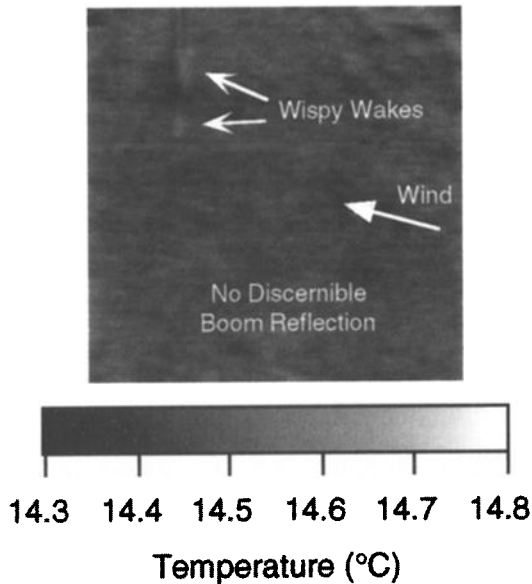 Wispy Wakes
Wind
No Discernible
Boom Reflection
14.3 14.4 14.5 14.6 14.7 14.8
Temperature (°C)